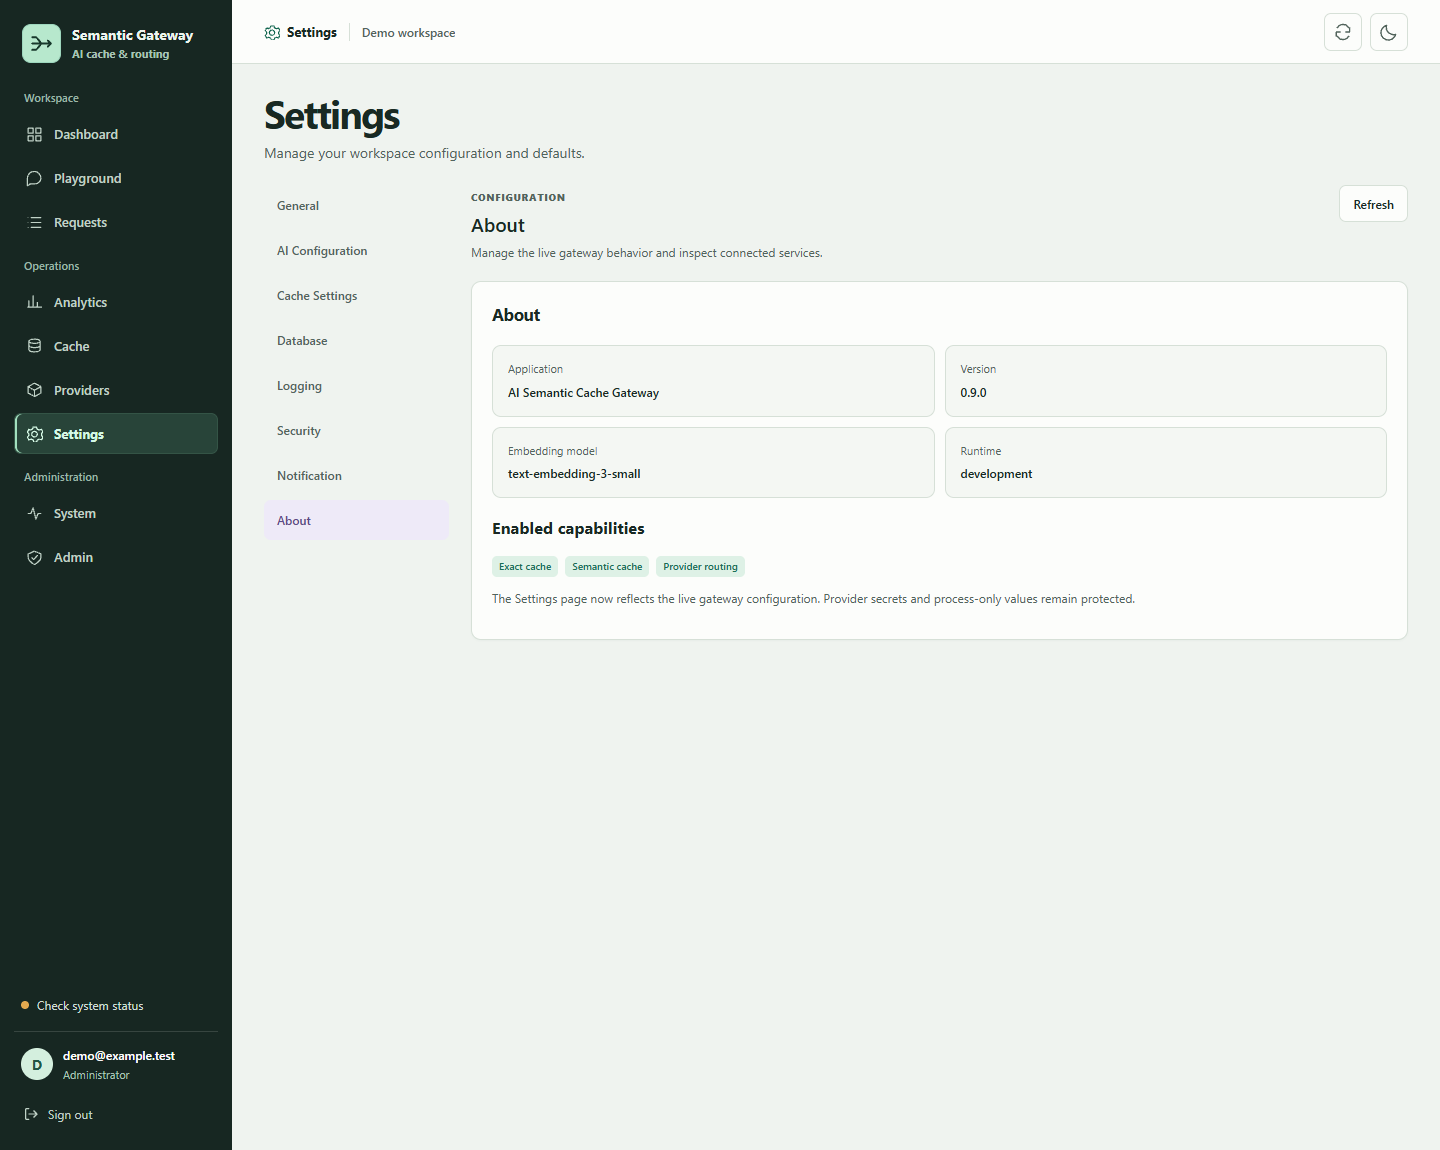 Semantic Gateway
AI cache & routing
Workspace
Dashboard
Playground
Requests
Operations
Analytics
Cache
Providers
Settings
Administration
System
Admin
Check system status
D
demo@example.test
Administrator
Sign out
Settings
Demo workspace
Settings
Manage your workspace configuration and defaults.
General
AI Configuration
Cache Settings
Database
Logging
Security
Notification
About
CONFIGURATION
About
Manage the live gateway behavior and inspect connected services.
Refresh
About
Application
AI Semantic Cache Gateway
Version
0.9.0
Embedding model
text-embedding-3-small
Runtime
development
Enabled capabilities
Exact cache
Semantic cache
Provider routing
The Settings page now reflects the live gateway configuration. Provider secrets and process-only values remain protected.